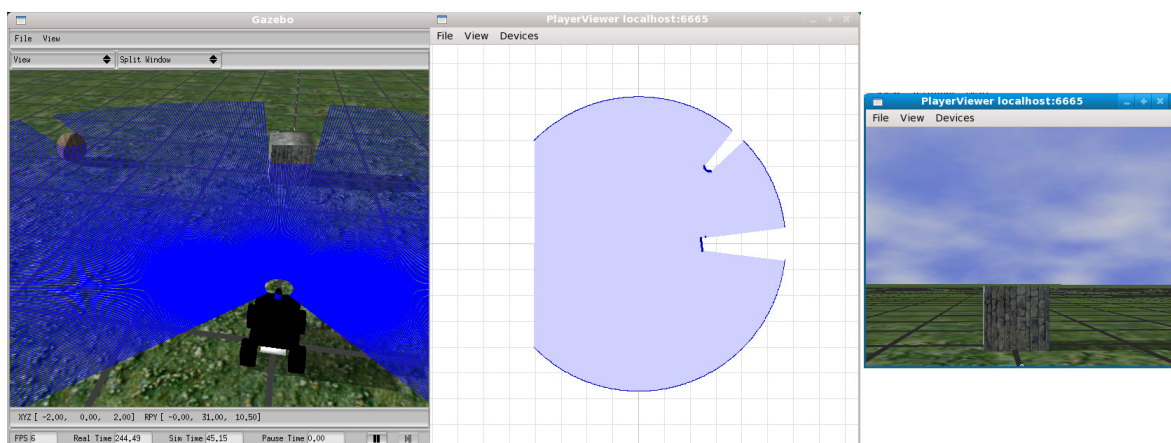 Gazebo
File View
View Split Window
XYZ [ -2.00, 0.00, 2.00] RPY [ -0.00, 31.00, 10.50]
FPS 6 Real Time 244.49 Sim Time 45.15 Pause Time 0.00
PlayerViewer localhost:6665
File View Devices
PlayerViewer localhost:6665
File View Devices